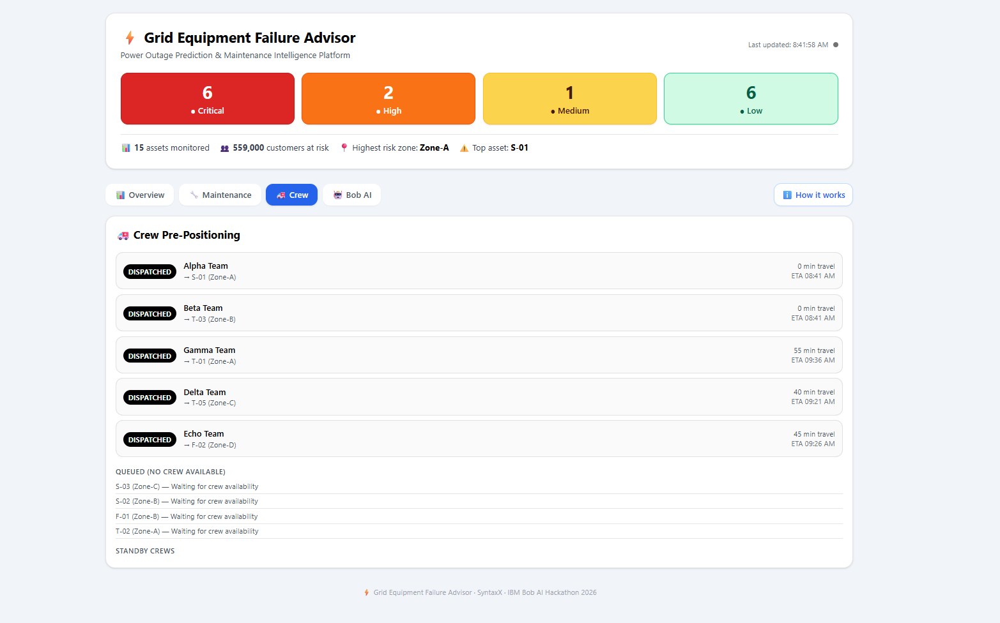 Grid Equipment Failure Advisor
Power Outage Prediction & Maintenance Intelligence Platform
Last updated: 8:41:58 AM
6
● Critical
2
● High
1
● Medium
6
● Low
15 assets monitored
559,000 customers at risk
Highest risk zone: Zone-A
Top asset: S-01
Overview
Maintenance
Crew
Bob AI
How it works
Crew Pre-Positioning
DISPATCHED
Alpha Team
→ S-01 (Zone-A)
0 min travel
ETA 08:41 AM
DISPATCHED
Beta Team
→ T-03 (Zone-B)
0 min travel
ETA 08:41 AM
DISPATCHED
Gamma Team
→ T-01 (Zone-A)
55 min travel
ETA 09:36 AM
DISPATCHED
Delta Team
→ T-05 (Zone-C)
40 min travel
ETA 09:21 AM
DISPATCHED
Echo Team
→ F-02 (Zone-D)
45 min travel
ETA 09:26 AM
QUEUED (NO CREW AVAILABLE)
S-03 (Zone-C) — Waiting for crew availability
S-02 (Zone-B) — Waiting for crew availability
F-01 (Zone-B) — Waiting for crew availability
T-02 (Zone-A) — Waiting for crew availability
STANDBY CREWS
Grid Equipment Failure Advisor · SyntaxX · IBM Bob AI Hackathon 2026